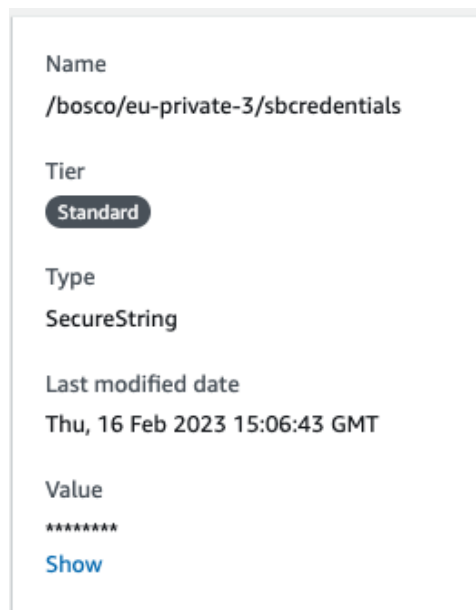 Name
/bosco/eu-private-3/sbcredentials
Tier
Standard
Type
SecureString
Last modified date
Thu, 16 Feb 2023 15:06:43 GMT
Value
********
Show